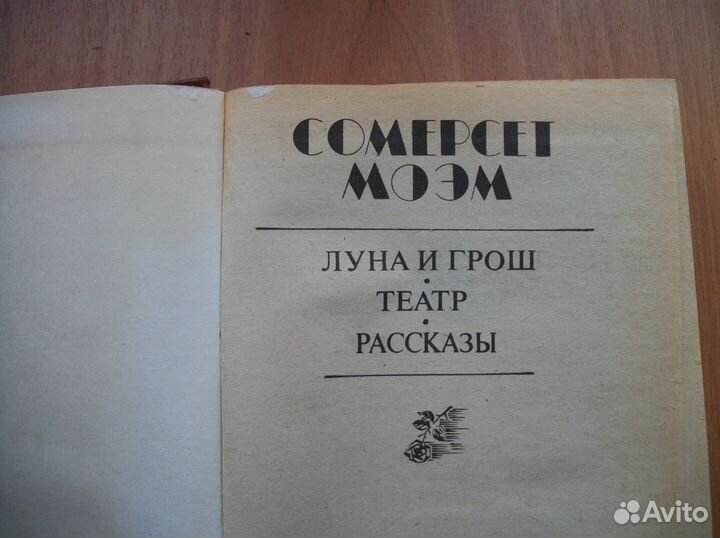 СОМЕРСЕТ
МОЭМ
ЛУНА И ГРОШ
•
ТЕАТР
•
РАССКАЗЫ
Avito